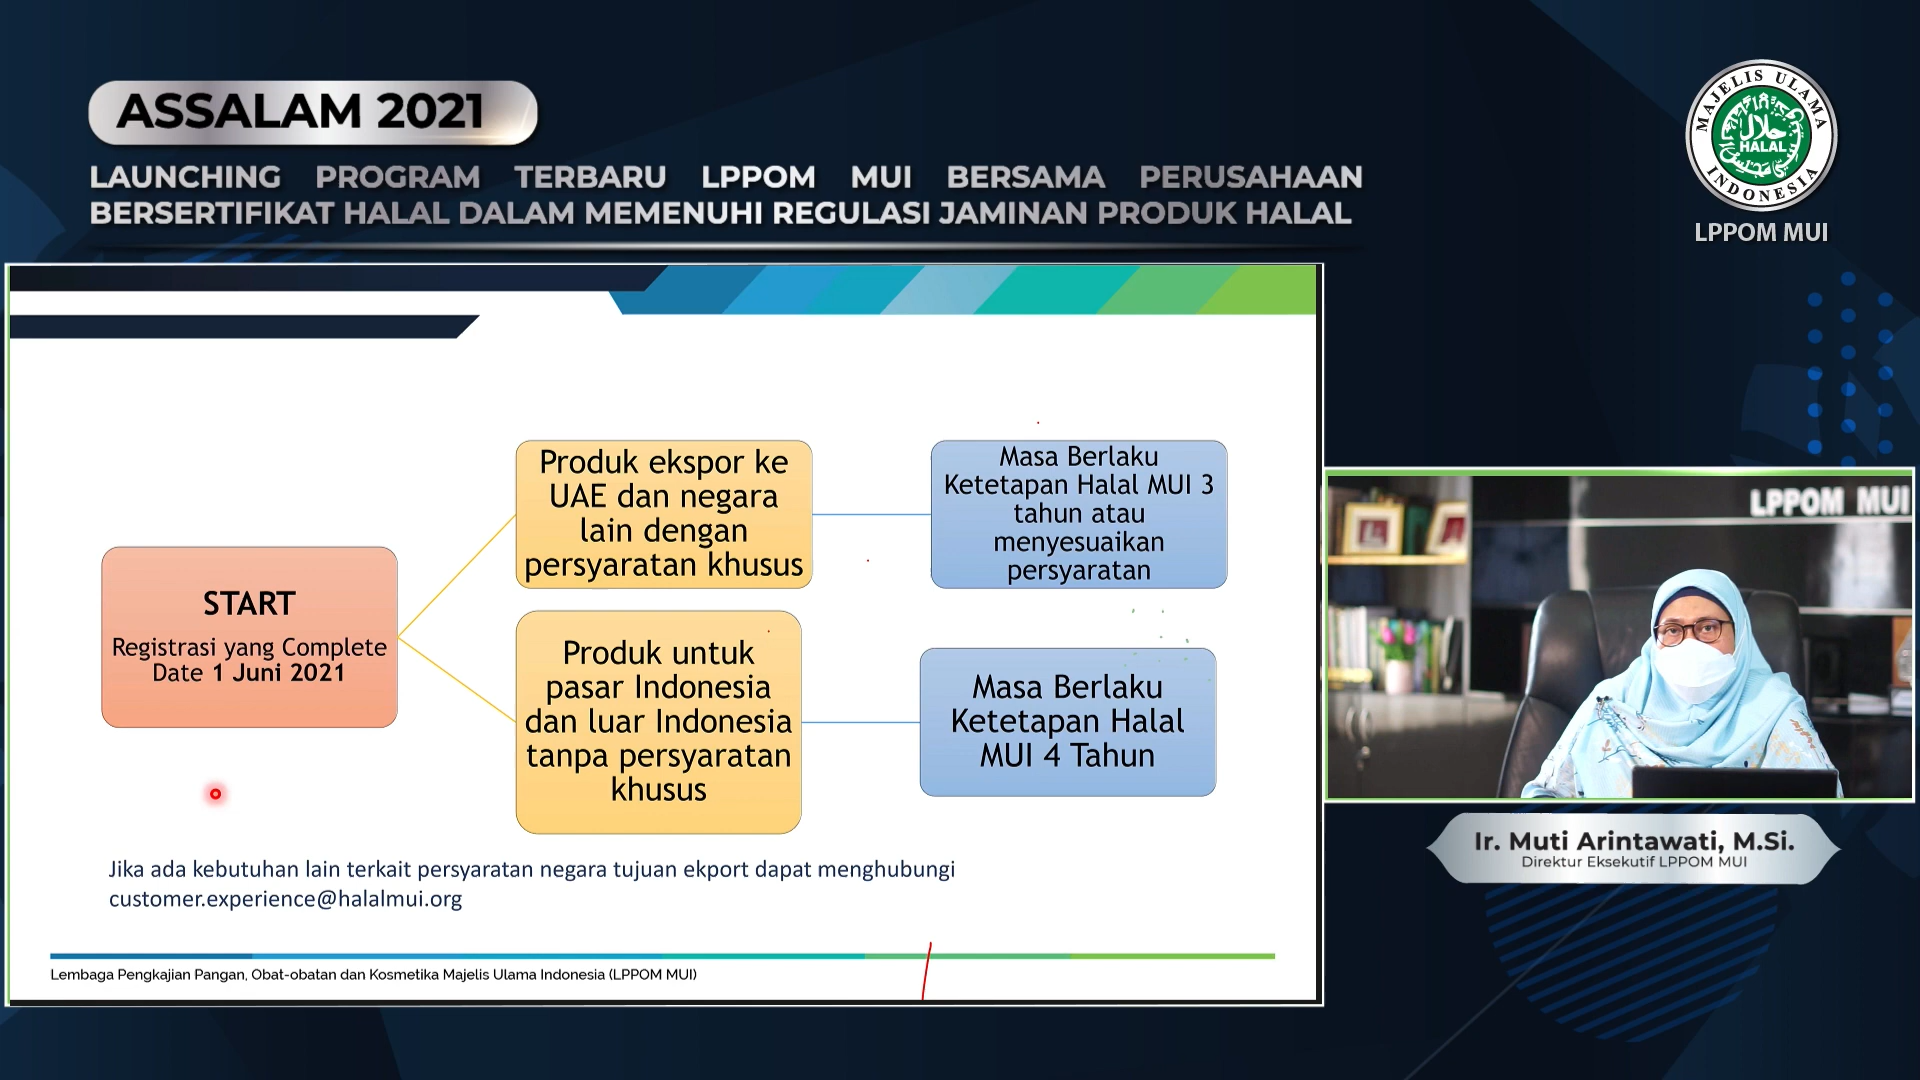 ASSALAM 2021
LAUNCHING PROGRAM TERBARU LPPOM MUI BERSAMA PERUSAHAAN
BERSERTIFIKAT HALAL DALAM MEMENUHI REGULASI JAMINAN PRODUK HALAL
MAJELIS ULAMA
حلال
HALAL
INDONESIA
LPPOM MUI
START
Registrasi yang Complete
Date 1 Juni 2021
Produk ekspor ke
UAE dan negara
lain dengan
persyaratan khusus
Masa Berlaku
Ketetapan Halal MUI 3
tahun atau
menyesuaikan
persyaratan
Produk untuk
pasar Indonesia
dan luar Indonesia
tanpa persyaratan
khusus
Masa Berlaku
Ketetapan Halal
MUI 4 Tahun
Jika ada kebutuhan lain terkait persyaratan negara tujuan ekport dapat menghubungi
customer.experience@halalmui.org
Lembaga Pengkajian Pangan, Obat-obatan dan Kosmetika Majelis Ulama Indonesia (LPPOM MUI)
LPPOM MUI
Ir. Muti Arintawati, M.Si.
Direktur Eksekutif LPPOM MUI